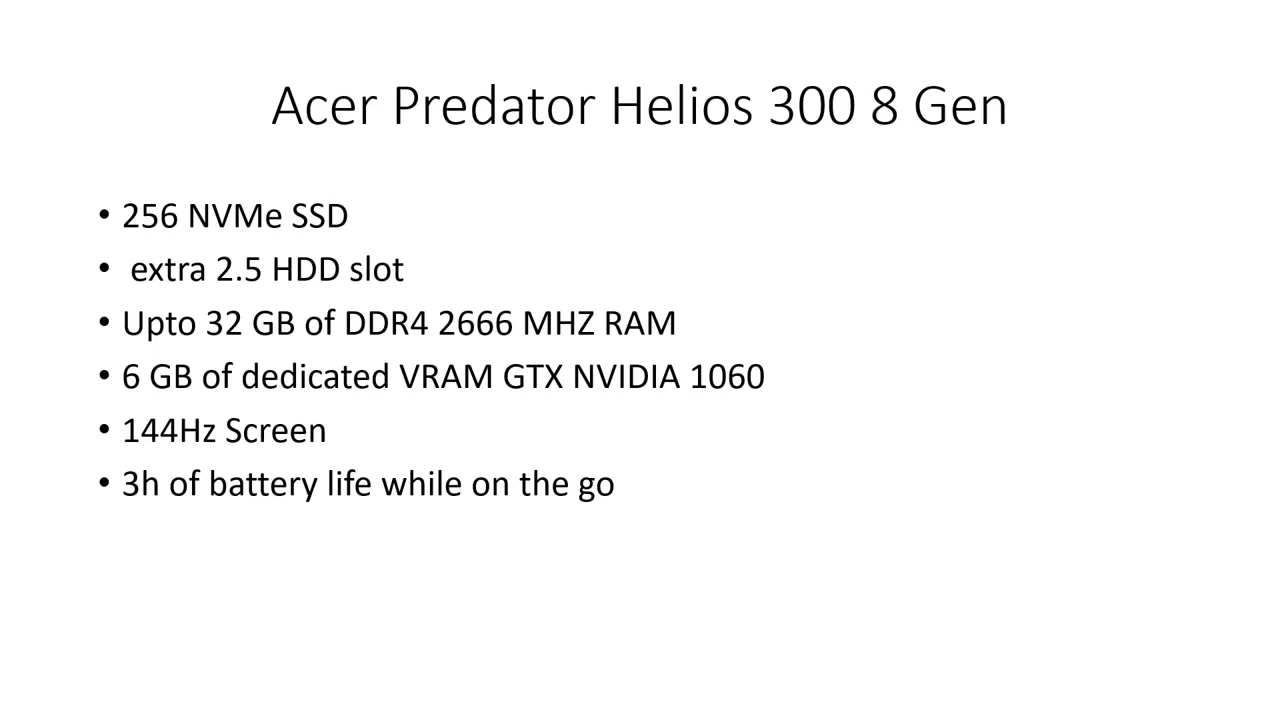 Acer Predator Helios 300 8 Gen
• 256 NVMe SSD
• extra 2.5 HDD slot
• Upto 32 GB of DDR4 2666 MHZ RAM
• 6 GB of dedicated VRAM GTX NVIDIA 1060
• 144Hz Screen
• 3h of battery life while on the go